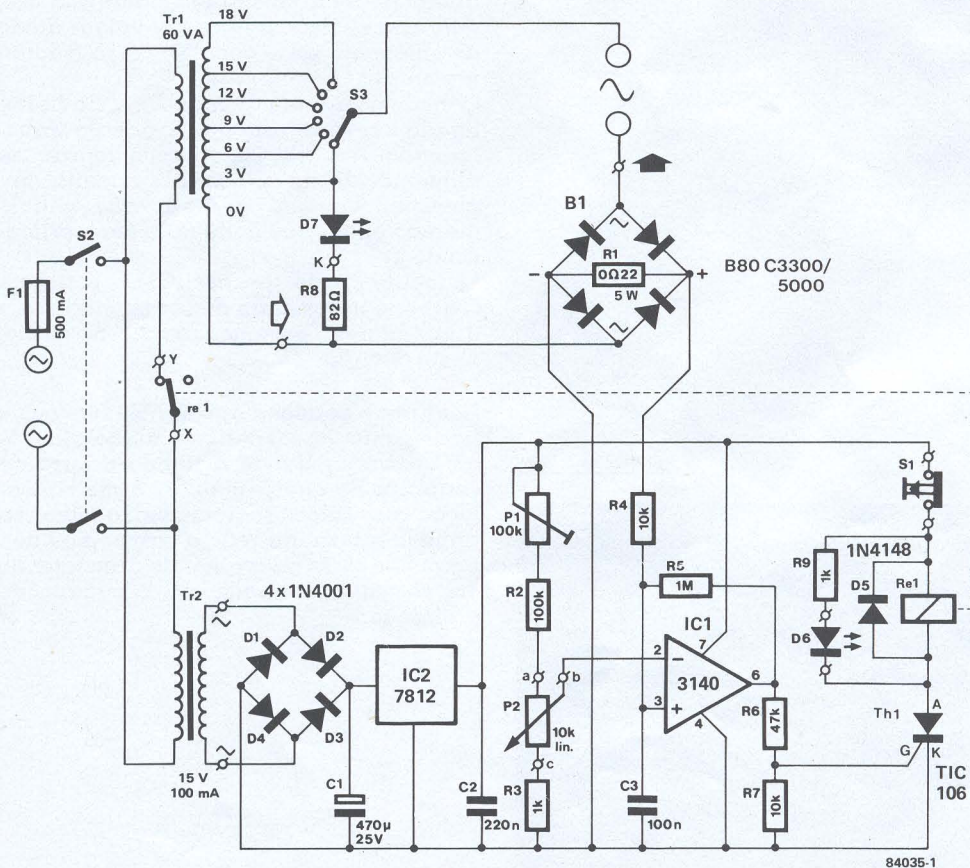 Tr1
60 VA
18 V
15 V
12 V
9 V
6 V
3 V
0V
S3
D7
K
R8
82Ω
S2
F1
500 mA
Y
re 1
X
B1
R1
0Ω22
5 W
−
+
B80 C3300/
5000
Tr2
15 V
100 mA
4 x 1N4001
D1
D2
D4
D3
C1
470µ
25V
IC2
7812
C2
220n
P1
100k
R2
100k
a
b
P2
10k
lin.
c
R3
1k
R4
10k
R5
1M
IC1
3140
2
−
3
+
7
4
6
C3
100n
R6
47k
R7
10k
S1
1N4148
R9
1k
D5
Re1
D6
Th1
A
G
K
TIC
106
84035-1